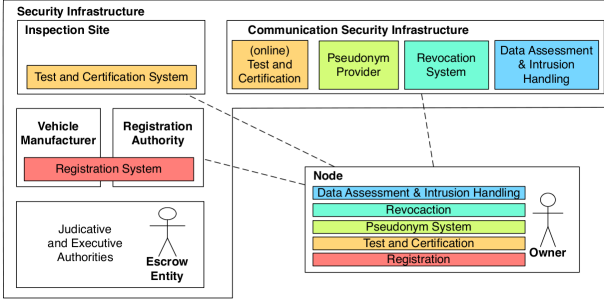 Security Infrastructure
Inspection Site
Test and Certification System
Communication Security Infrastructure
(online)
Test and
Certification
Pseudonym
Provider
Revocation
System
Data Assessment
& Intrusion
Handling
Vehicle
Manufacturer
Registration
Authority
Registration System
Judicative
and Executive
Authorities
Escrow
Entity
Node
Data Assessment & Intrusion Handling
Revocaction
Pseudonym System
Test and Certification
Registration
Owner